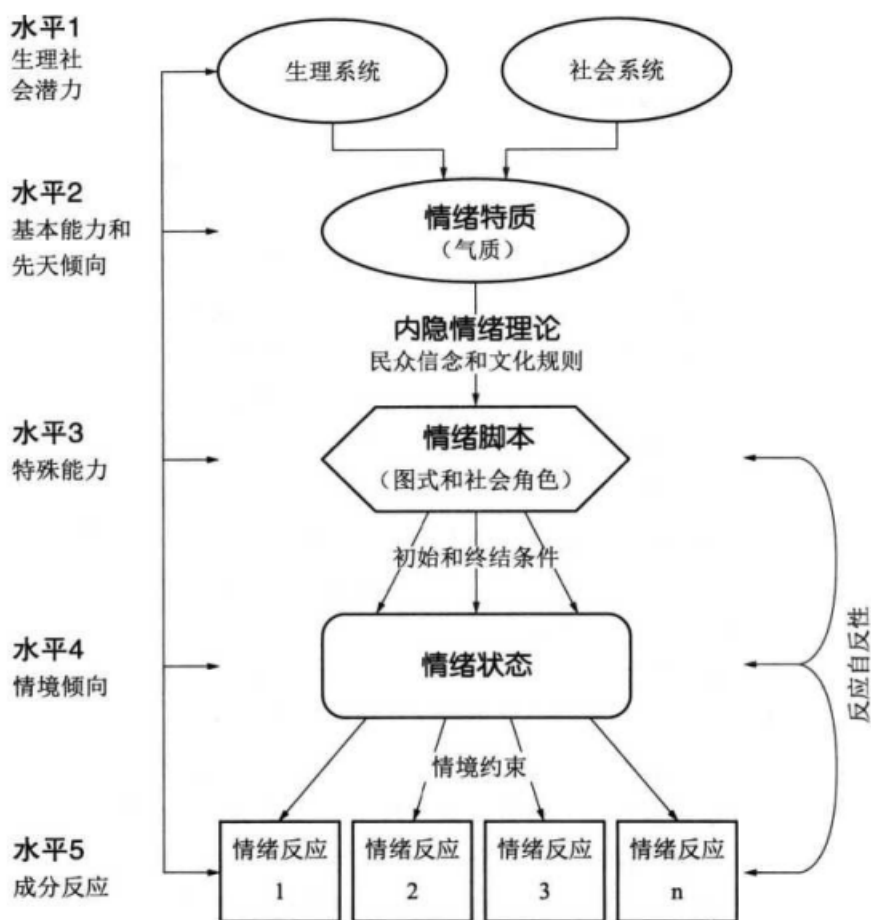 水平1
生理社
会潜力
生理系统
社会系统
水平2
基本能力和
先天倾向
情绪特质
（气质）
内隐情绪理论
民众信念和文化规则
水平3
特殊能力
情绪脚本
（图式和社会角色）
初始和终结条件
水平4
情境倾向
情绪状态
反应自反性
情境约束
水平5
成分反应
情绪反应
1
情绪反应
2
情绪反应
3
情绪反应
n